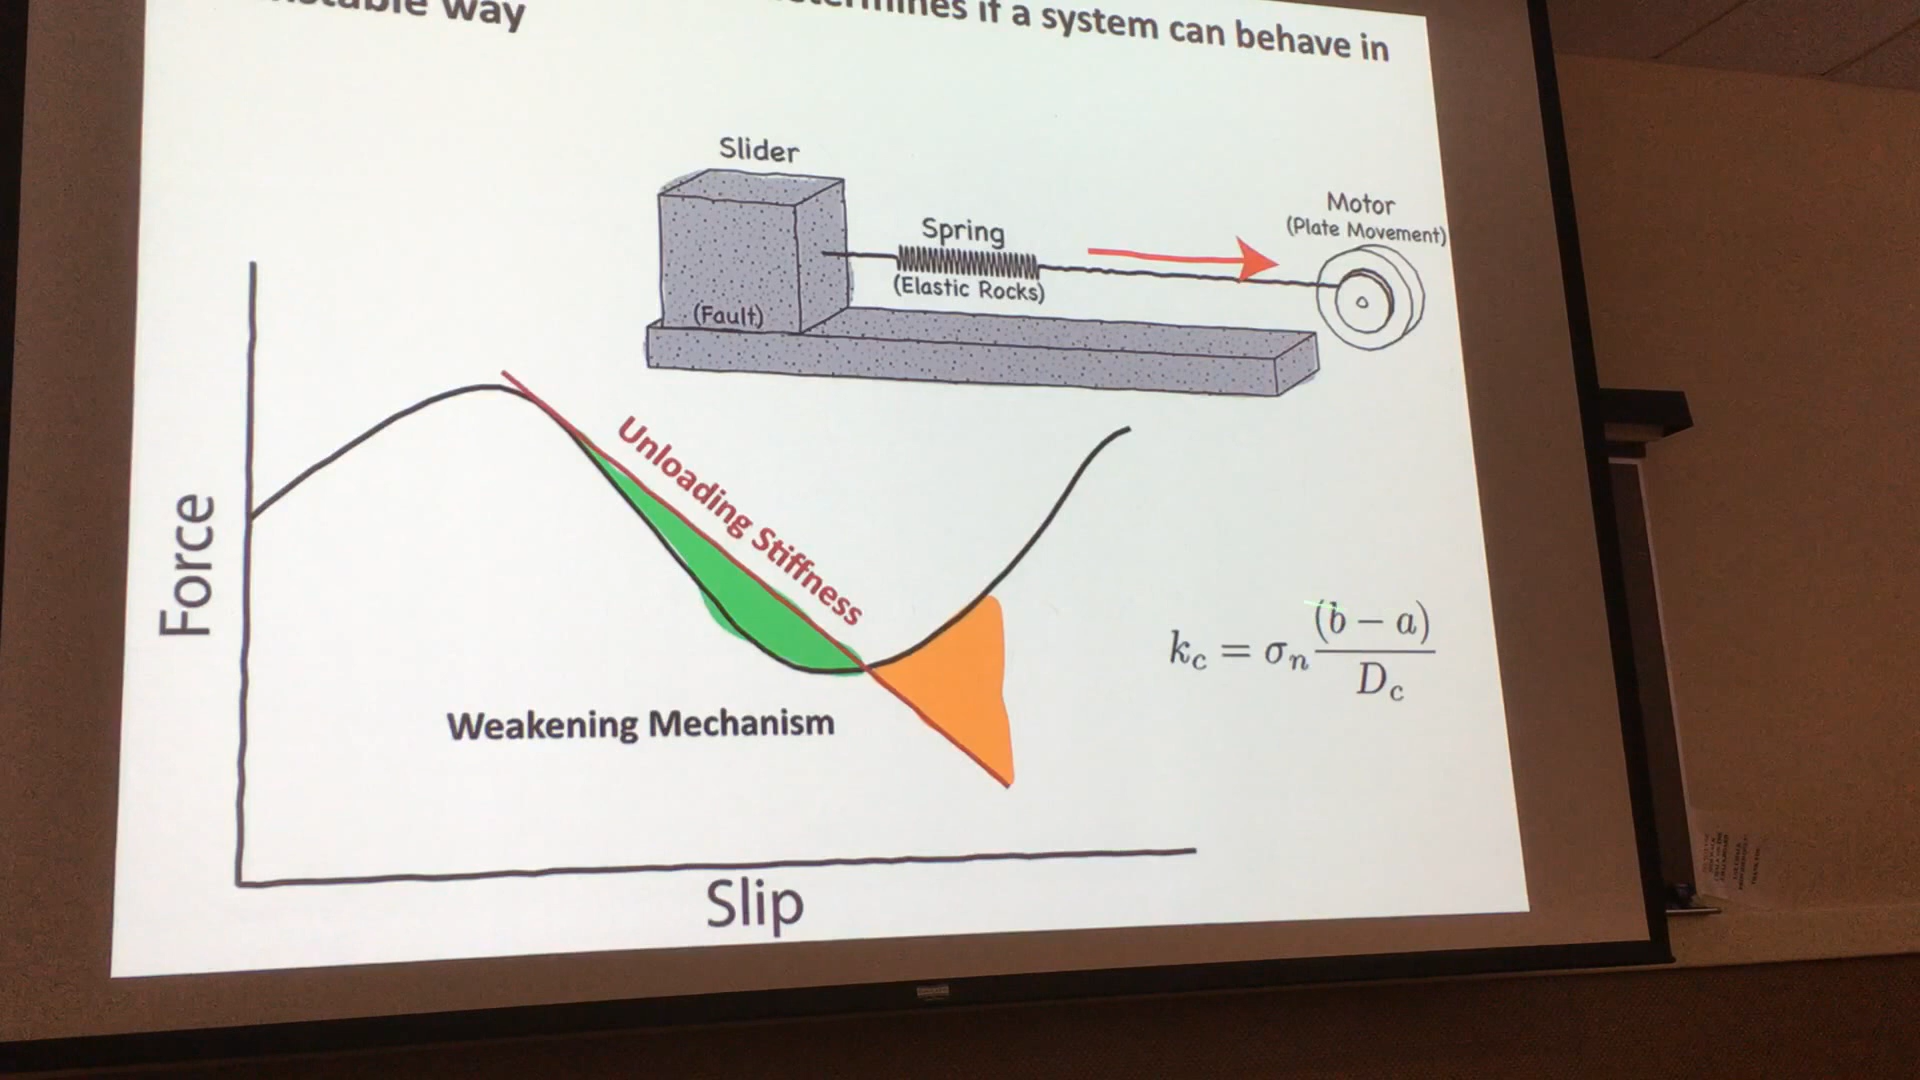 way
if a system can behave in
Slider
Motor
(Plate Movement)
Spring
(Elastic Rocks)
(Fault)
Unloading Stiffness
Force
k_c = σ_n (b − a) / D_c
Weakening Mechanism
Slip